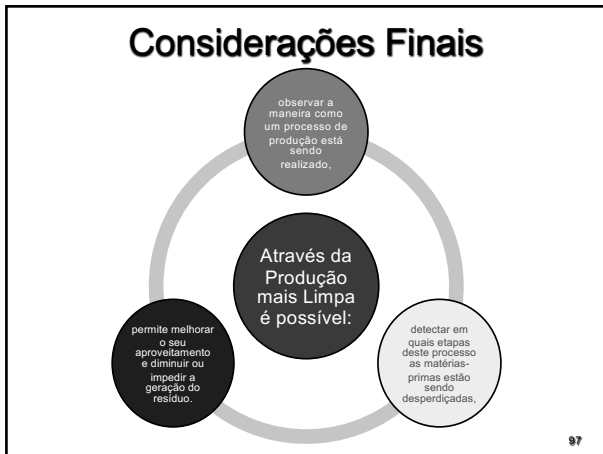 Considerações Finais
observar a
maneira como
um processo de
produção está
sendo
realizado,
Através da
Produção
mais Limpa
é possível:
detectar em
quais etapas
deste processo
as matérias-
primas estão
sendo
desperdiçadas,
permite melhorar
o seu
aproveitamento
e diminuir ou
impedir a
geração do
resíduo.
97